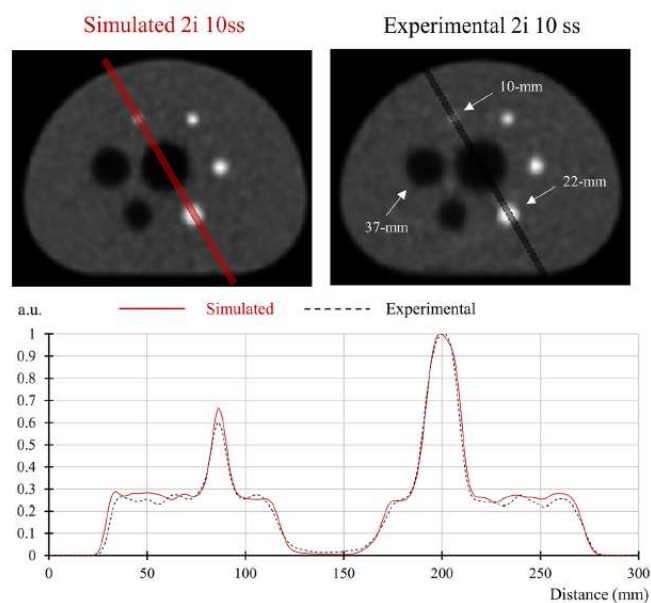 Simulated 2i 10ss
Experimental 2i 10 ss
10-mm
22-mm
37-mm
a.u.
Simulated
Experimental
1
0.9
0.8
0.7
0.6
0.5
0.4
0.3
0.2
0.1
0
0 50 100 150 200 250 300
Distance (mm)